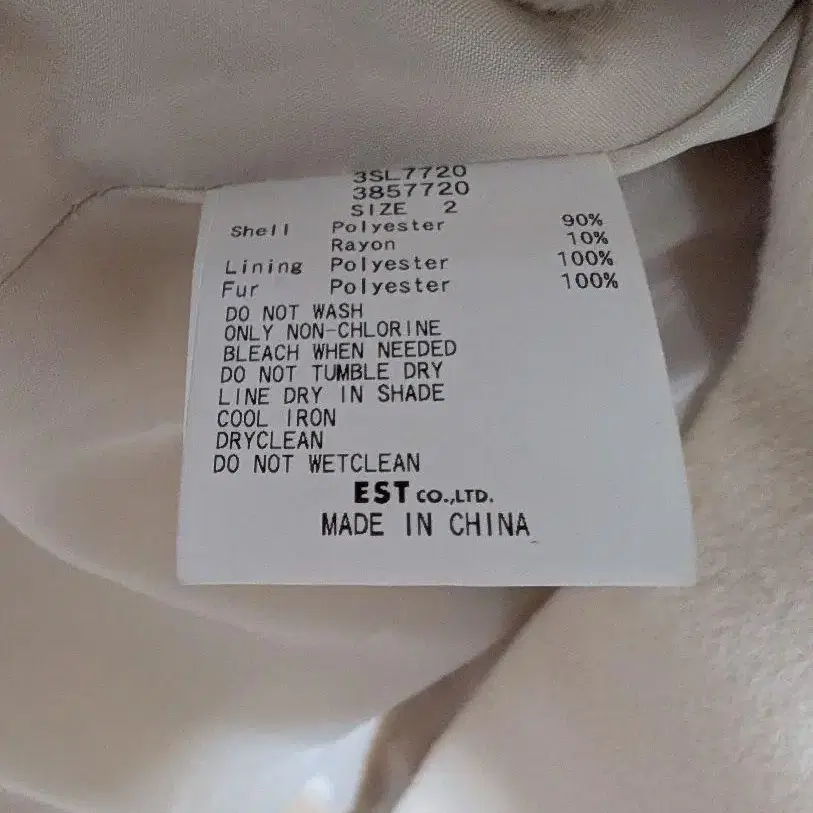 3SL7720
3857720
SIZE 2
Shell Polyester 90%
Rayon 10%
Lining Polyester 100%
Fur Polyester 100%
DO NOT WASH
ONLY NON-CHLORINE
BLEACH WHEN NEEDED
DO NOT TUMBLE DRY
LINE DRY IN SHADE
COOL IRON
DRYCLEAN
DO NOT WETCLEAN
EST CO.,LTD.
MADE IN CHINA